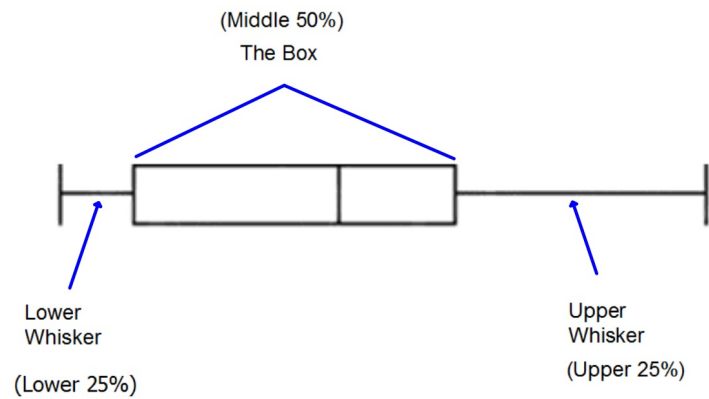 (Middle 50%)
The Box
Lower
Whisker
(Lower 25%)
Upper
Whisker
(Upper 25%)